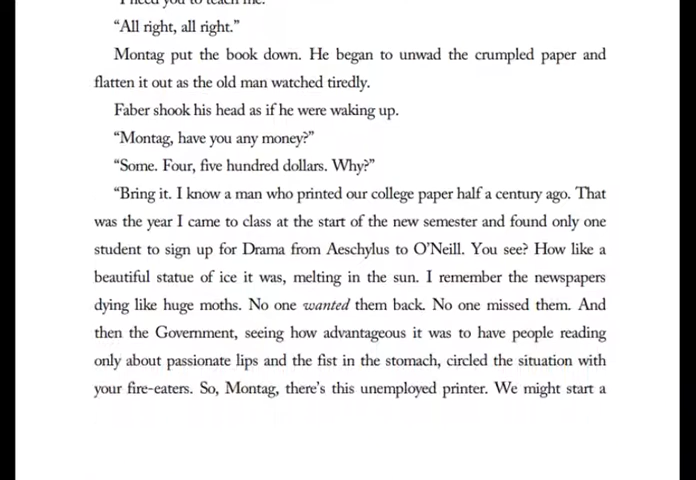 "I need you to teach me."
"All right, all right."
Montag put the book down. He began to unwad the crumpled paper and
flatten it out as the old man watched tiredly.
Faber shook his head as if he were waking up.
"Montag, have you any money?"
"Some. Four, five hundred dollars. Why?"
"Bring it. I know a man who printed our college paper half a century ago. That
was the year I came to class at the start of the new semester and found only one
student to sign up for Drama from Aeschylus to O'Neill. You see? How like a
beautiful statue of ice it was, melting in the sun. I remember the newspapers
dying like huge moths. No one wanted them back. No one missed them. And
then the Government, seeing how advantageous it was to have people reading
only about passionate lips and the fist in the stomach, circled the situation with
your fire-eaters. So, Montag, there's this unemployed printer. We might start a